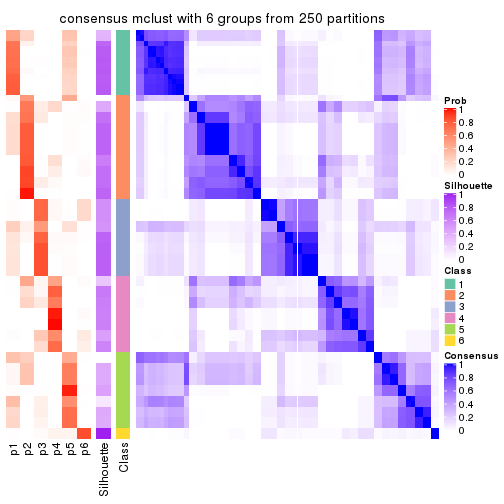 consensus mclust with 6 groups from 250 partitions
Prob
1
0.8
0.6
0.4
0.2
0
Silhouette
1
0.8
0.6
0.4
0.2
0
Class
1
2
3
4
5
6
Consensus
1
0.8
0.6
0.4
0.2
0
p1
p2
p3
p4
p5
p6
Silhouette
Class